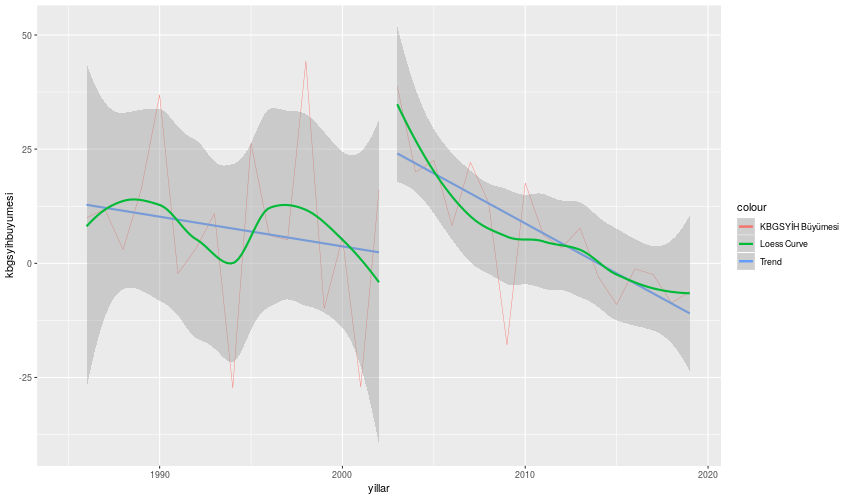 50
25
0
-25
kbgsyihbuyumesi
1990
2000
2010
2020
yillar
colour
KBGSYİH Büyümesi
Loess Curve
Trend